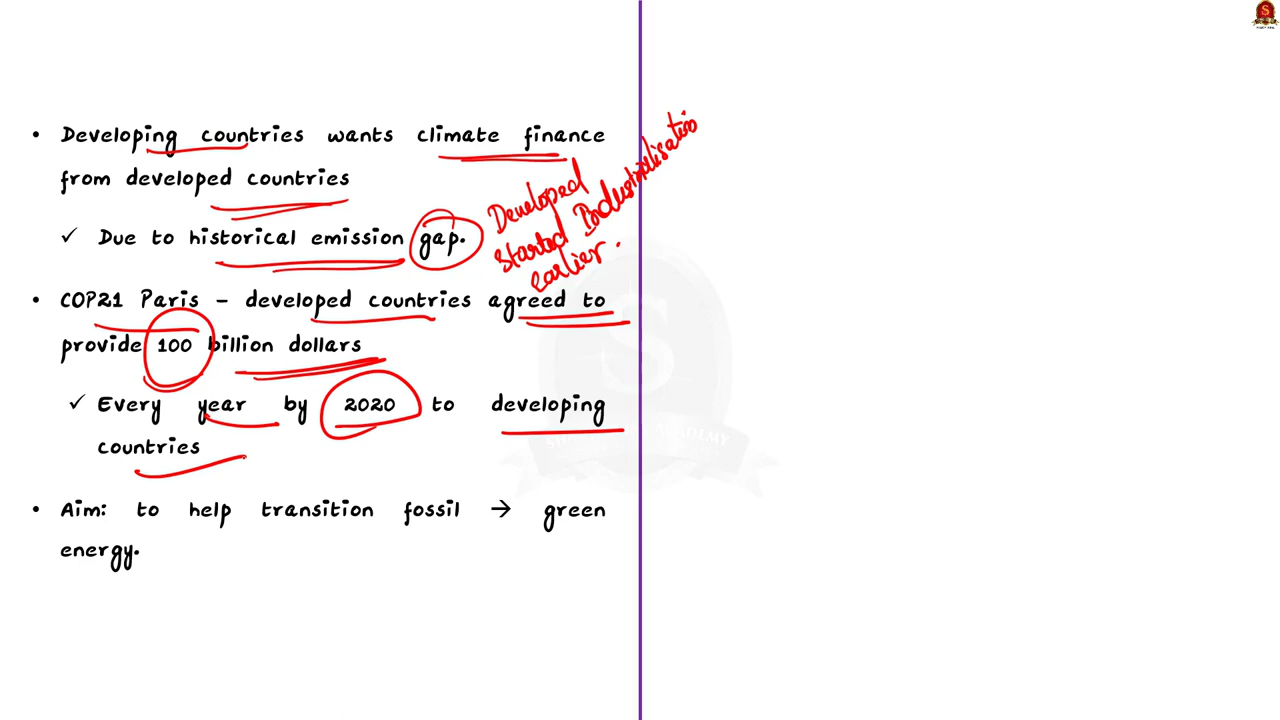 • Developing countries wants climate finance
from developed countries
✓ Due to historical emission gap.
Developed
Started Industrialisation
earlier.
• COP21 Paris – developed countries agreed to
provide 100 billion dollars
✓ Every year by 2020 to developing
countries
• Aim: to help transition fossil → green
energy.